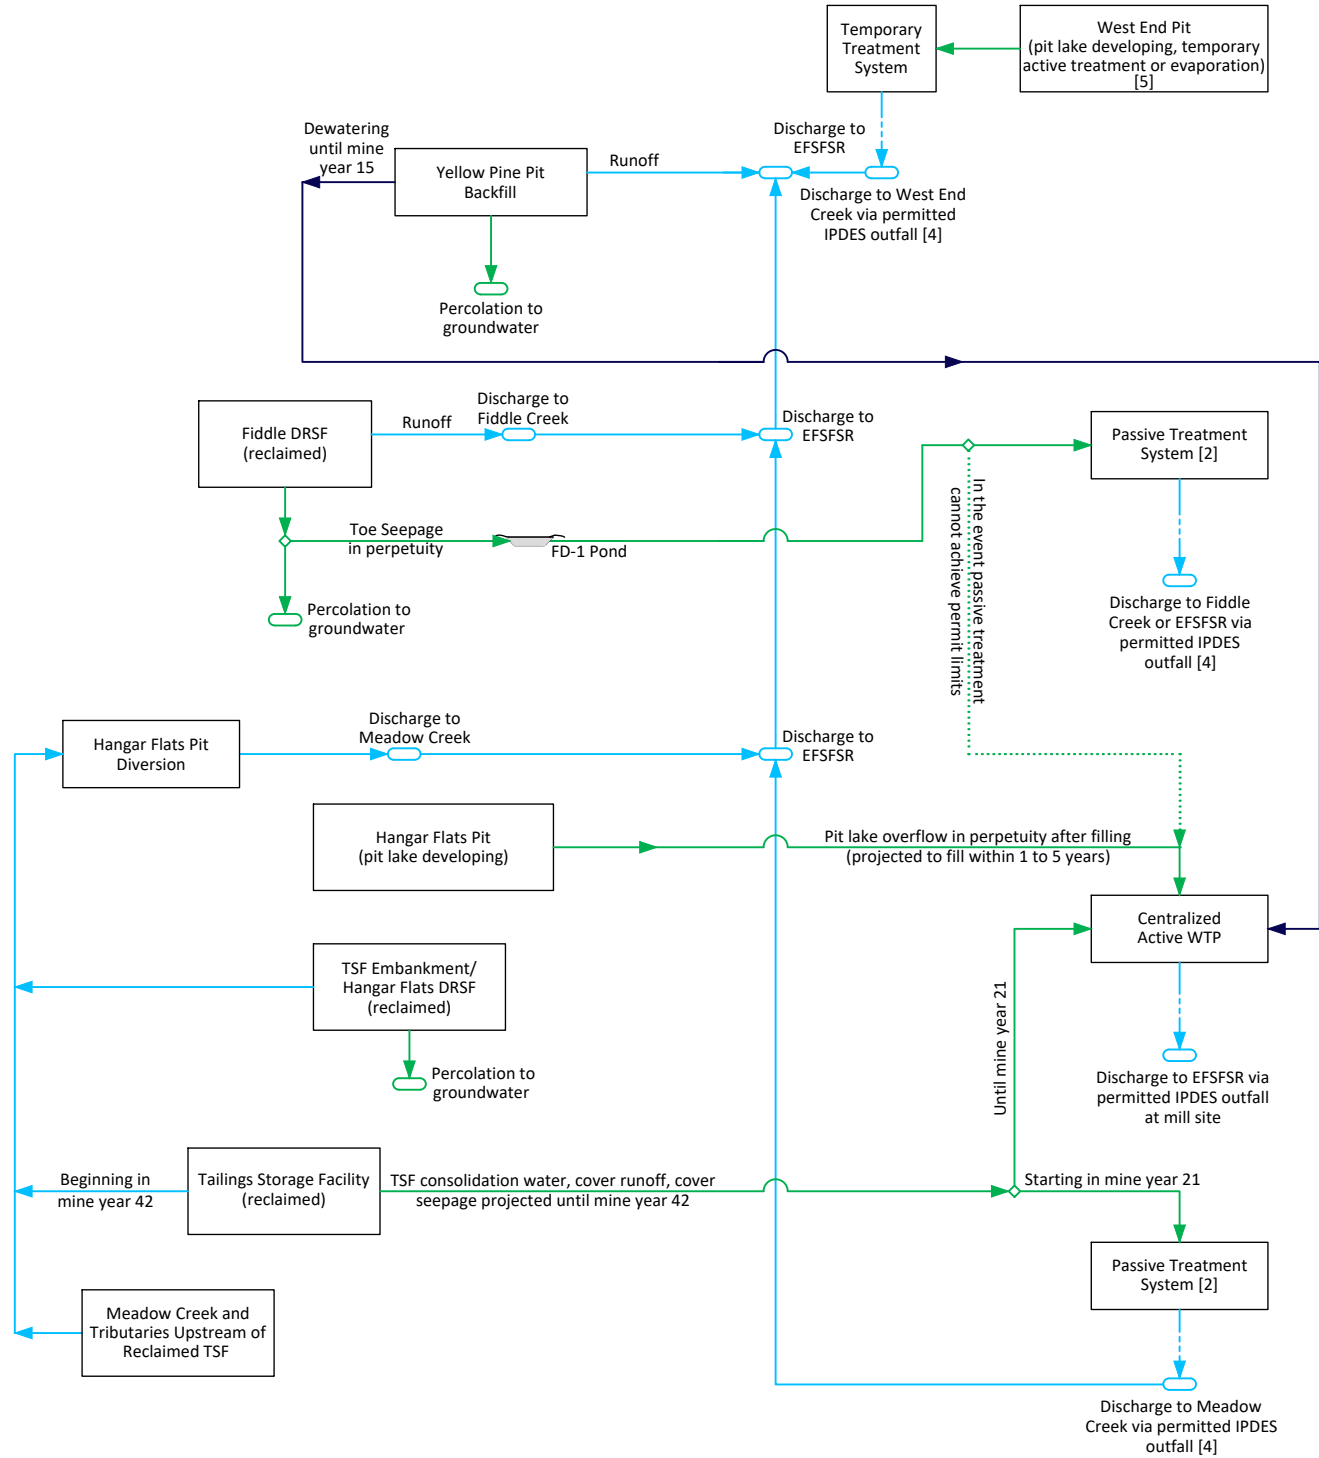 Temporary
Treatment
System
West End Pit
(pit lake developing, temporary
active treatment or evaporation)
[5]
Dewatering
until mine
year 15
Yellow Pine Pit
Backfill
Runoff
Discharge to
EFSFSR
Discharge to West End
Creek via permitted
IPDES outfall [4]
Percolation to
groundwater
Fiddle DRSF
(reclaimed)
Runoff
Discharge to
Fiddle Creek
Discharge to
EFSFSR
Passive Treatment
System [2]
In the event passive treatment
cannot achieve permit limits
Toe Seepage
in perpetuity
FD-1 Pond
Percolation to
groundwater
Discharge to Fiddle
Creek or EFSFSR via
permitted IPDES
outfall [4]
Hangar Flats Pit
Diversion
Discharge to
Meadow Creek
Discharge to
EFSFSR
Hangar Flats Pit
(pit lake developing)
Pit lake overflow in perpetuity after filling
(projected to fill within 1 to 5 years)
Centralized
Active WTP
TSF Embankment/
Hangar Flats DRSF
(reclaimed)
Until mine year 21
Percolation to
groundwater
Discharge to EFSFSR via
permitted IPDES outfall
at mill site
Beginning in
mine year 42
Tailings Storage Facility
(reclaimed)
TSF consolidation water, cover runoff, cover
seepage projected until mine year 42
Starting in mine year 21
Passive Treatment
System [2]
Meadow Creek and
Tributaries Upstream of
Reclaimed TSF
Discharge to Meadow
Creek via permitted IPDES
outfall [4]